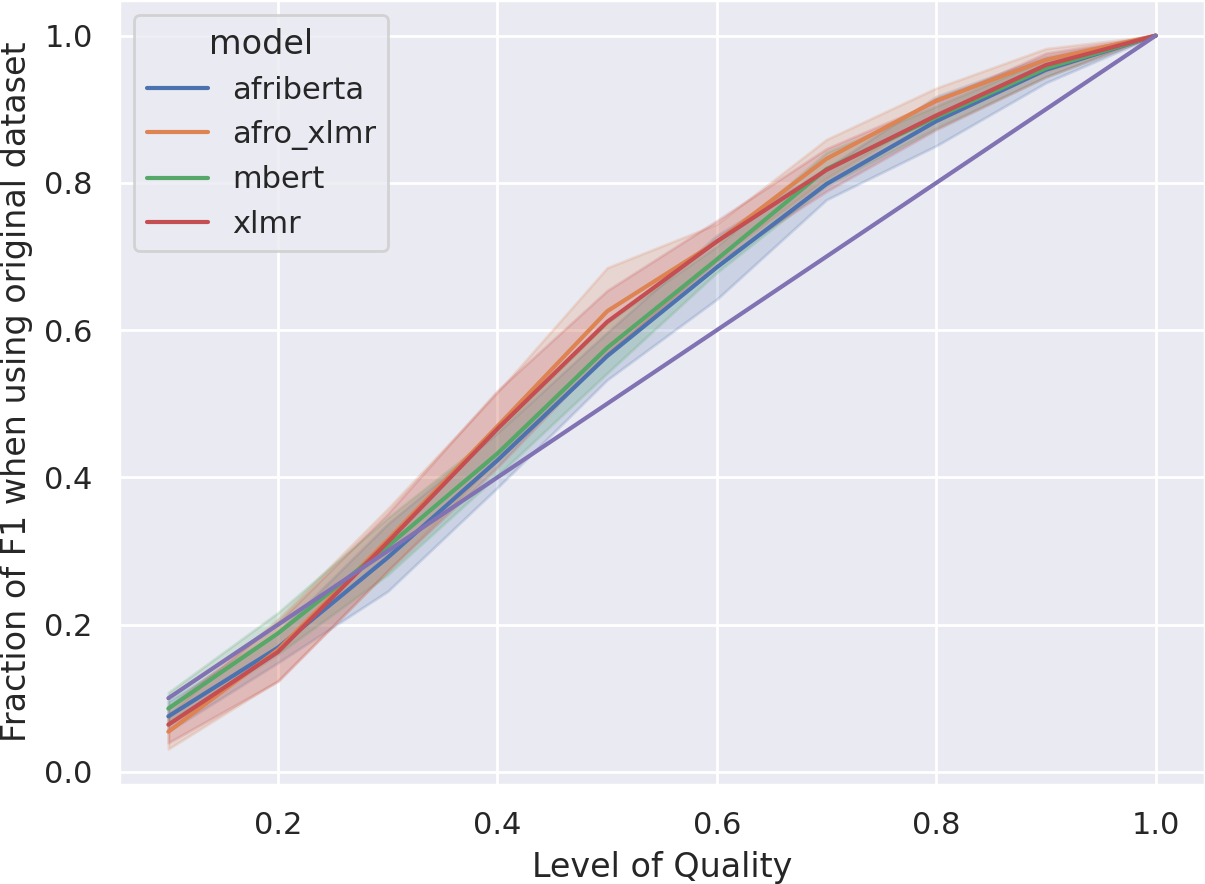 Fraction of F1 when using original dataset
1.0
0.8
0.6
0.4
0.2
0.0
model
afriberta
afro_xlmr
mbert
xlmr
0.2 0.4 0.6 0.8 1.0
Level of Quality